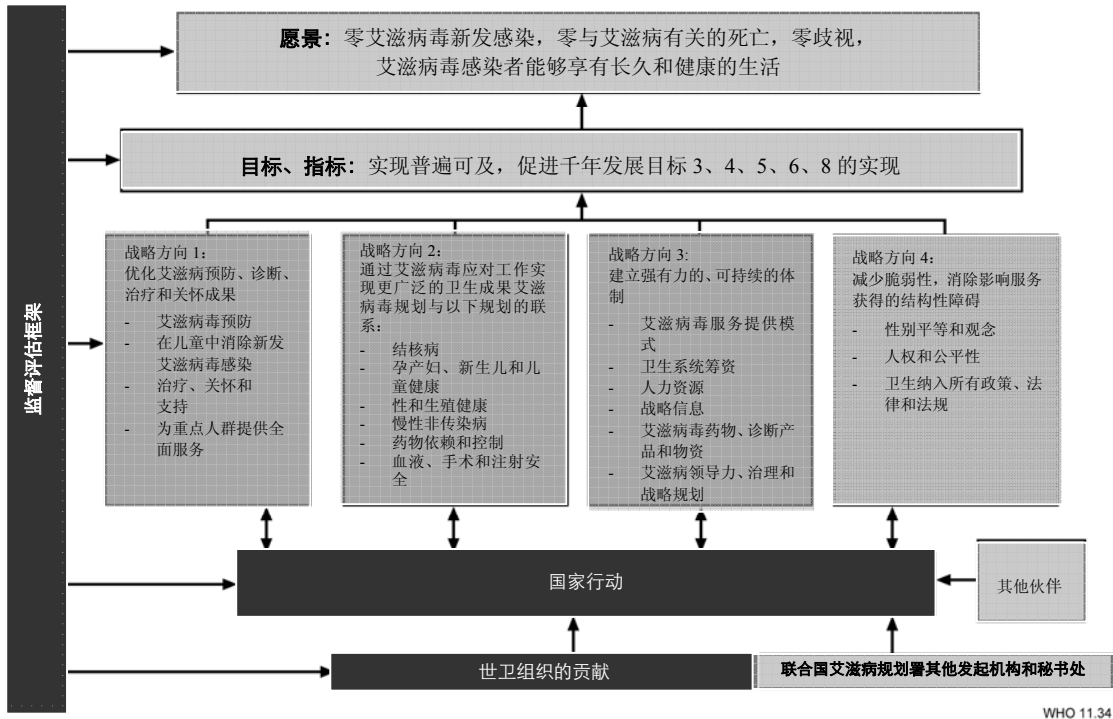 监督评估框架
愿景：零艾滋病毒新发感染，零与艾滋病有关的死亡，零歧视，
艾滋病毒感染者能够享有长久和健康的生活
目标、指标：实现普遍可及，促进千年发展目标 3、4、5、6、8 的实现
战略方向 1：
优化艾滋病预防、诊断、
治疗和关怀成果
- 艾滋病毒预防
- 在儿童中消除新发
艾滋病毒感染
- 治疗、关怀和
支持
- 为重点人群提供全
面服务
战略方向 2：
通过艾滋病毒应对工作实
现更广泛的卫生成果艾滋
病毒规划与以下规划的联
系：
- 结核病
- 孕产妇、新生儿和儿
童健康
- 性和生殖健康
- 慢性非传染病
- 药物依赖和控制
- 血液、手术和注射安
全
战略方向 3:
建立强有力的、可持续的体
制
- 艾滋病毒服务提供模
式
- 卫生系统筹资
- 人力资源
- 战略信息
- 艾滋病毒药物、诊断产
品和物资
- 艾滋病领导力、治理和
战略规划
战略方向 4：
减少脆弱性，消除影响服务
获得的结构性障碍
- 性别平等和观念
- 人权和公平性
- 卫生纳入所有政策、法
律和法规
国家行动
其他伙伴
世卫组织的贡献
联合国艾滋病规划署其他发起机构和秘书处
WHO 11.34